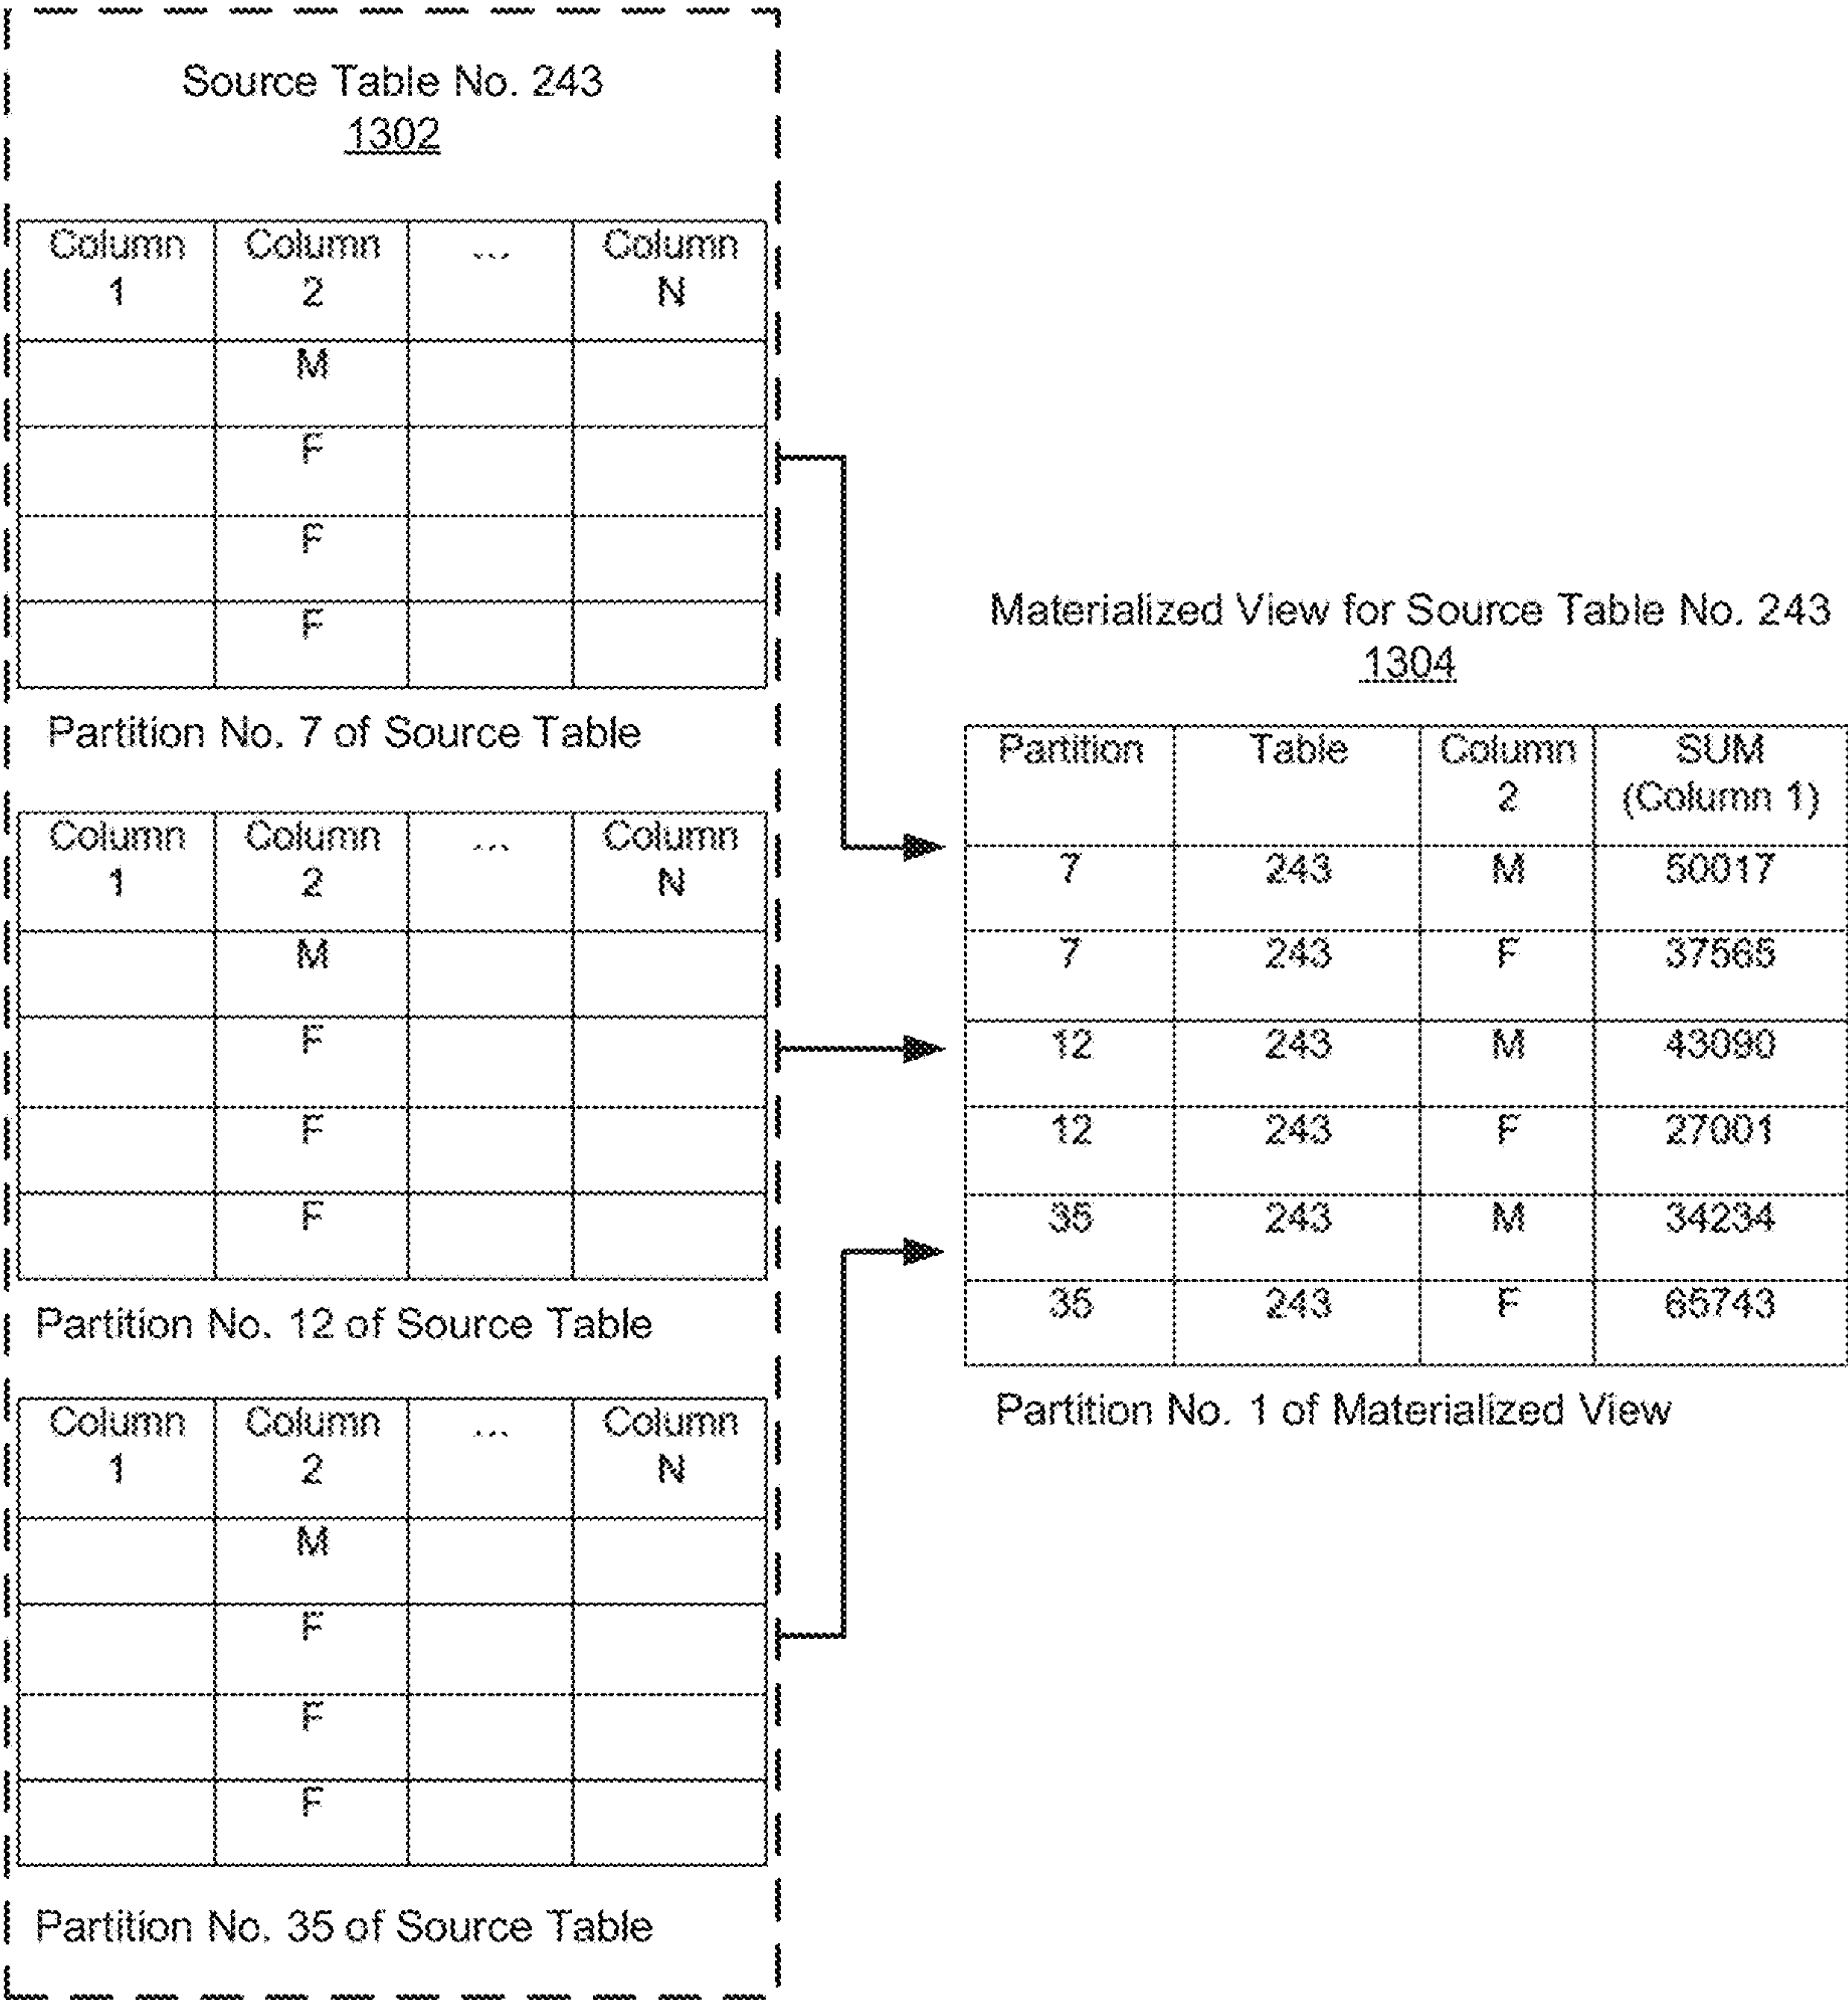 Source Table No. 243
1302
Column 1 Column 2 ... Column N
M
F
F
F
Partition No. 7 of Source Table
Column 1 Column 2 ... Column N
M
F
F
F
Partition No. 12 of Source Table
Column 1 Column 2 ... Column N
M
F
F
F
Partition No. 35 of Source Table
Materialized View for Source Table No. 243
1304
Partition Table Column 2 SUM (Column 1)
7 243 M 50017
7 243 F 37565
12 243 M 43090
12 243 F 27001
35 243 M 34234
35 243 F 65743
Partition No. 1 of Materialized View